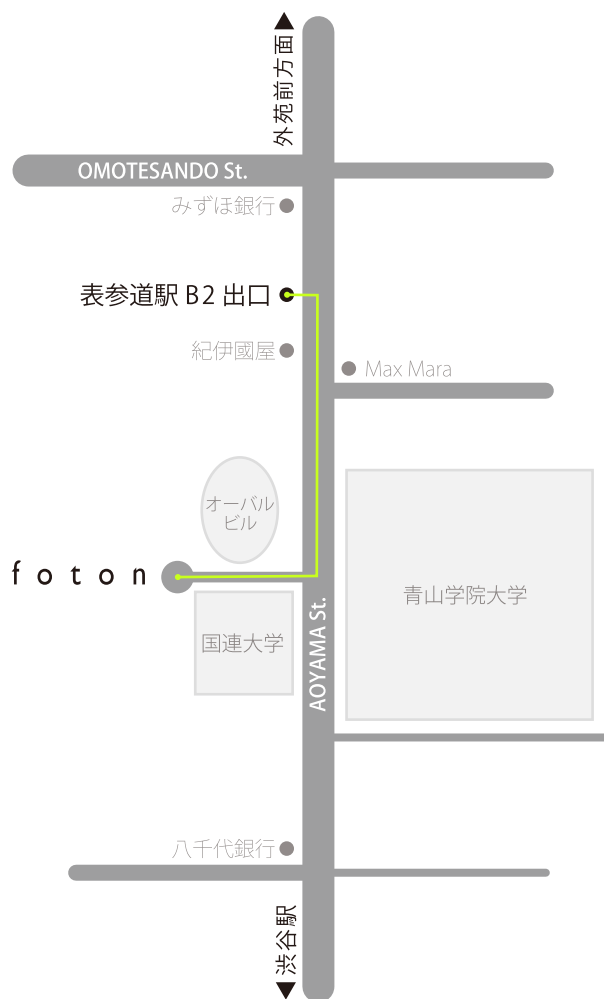 外苑前方面▲
OMOTESANDO St.
みずほ銀行
表参道駅 B2 出口
紀伊國屋
Max Mara
オーバル
ビル
foton
青山学院大学
国連大学
AOYAMA St.
八千代銀行
▼渋谷駅